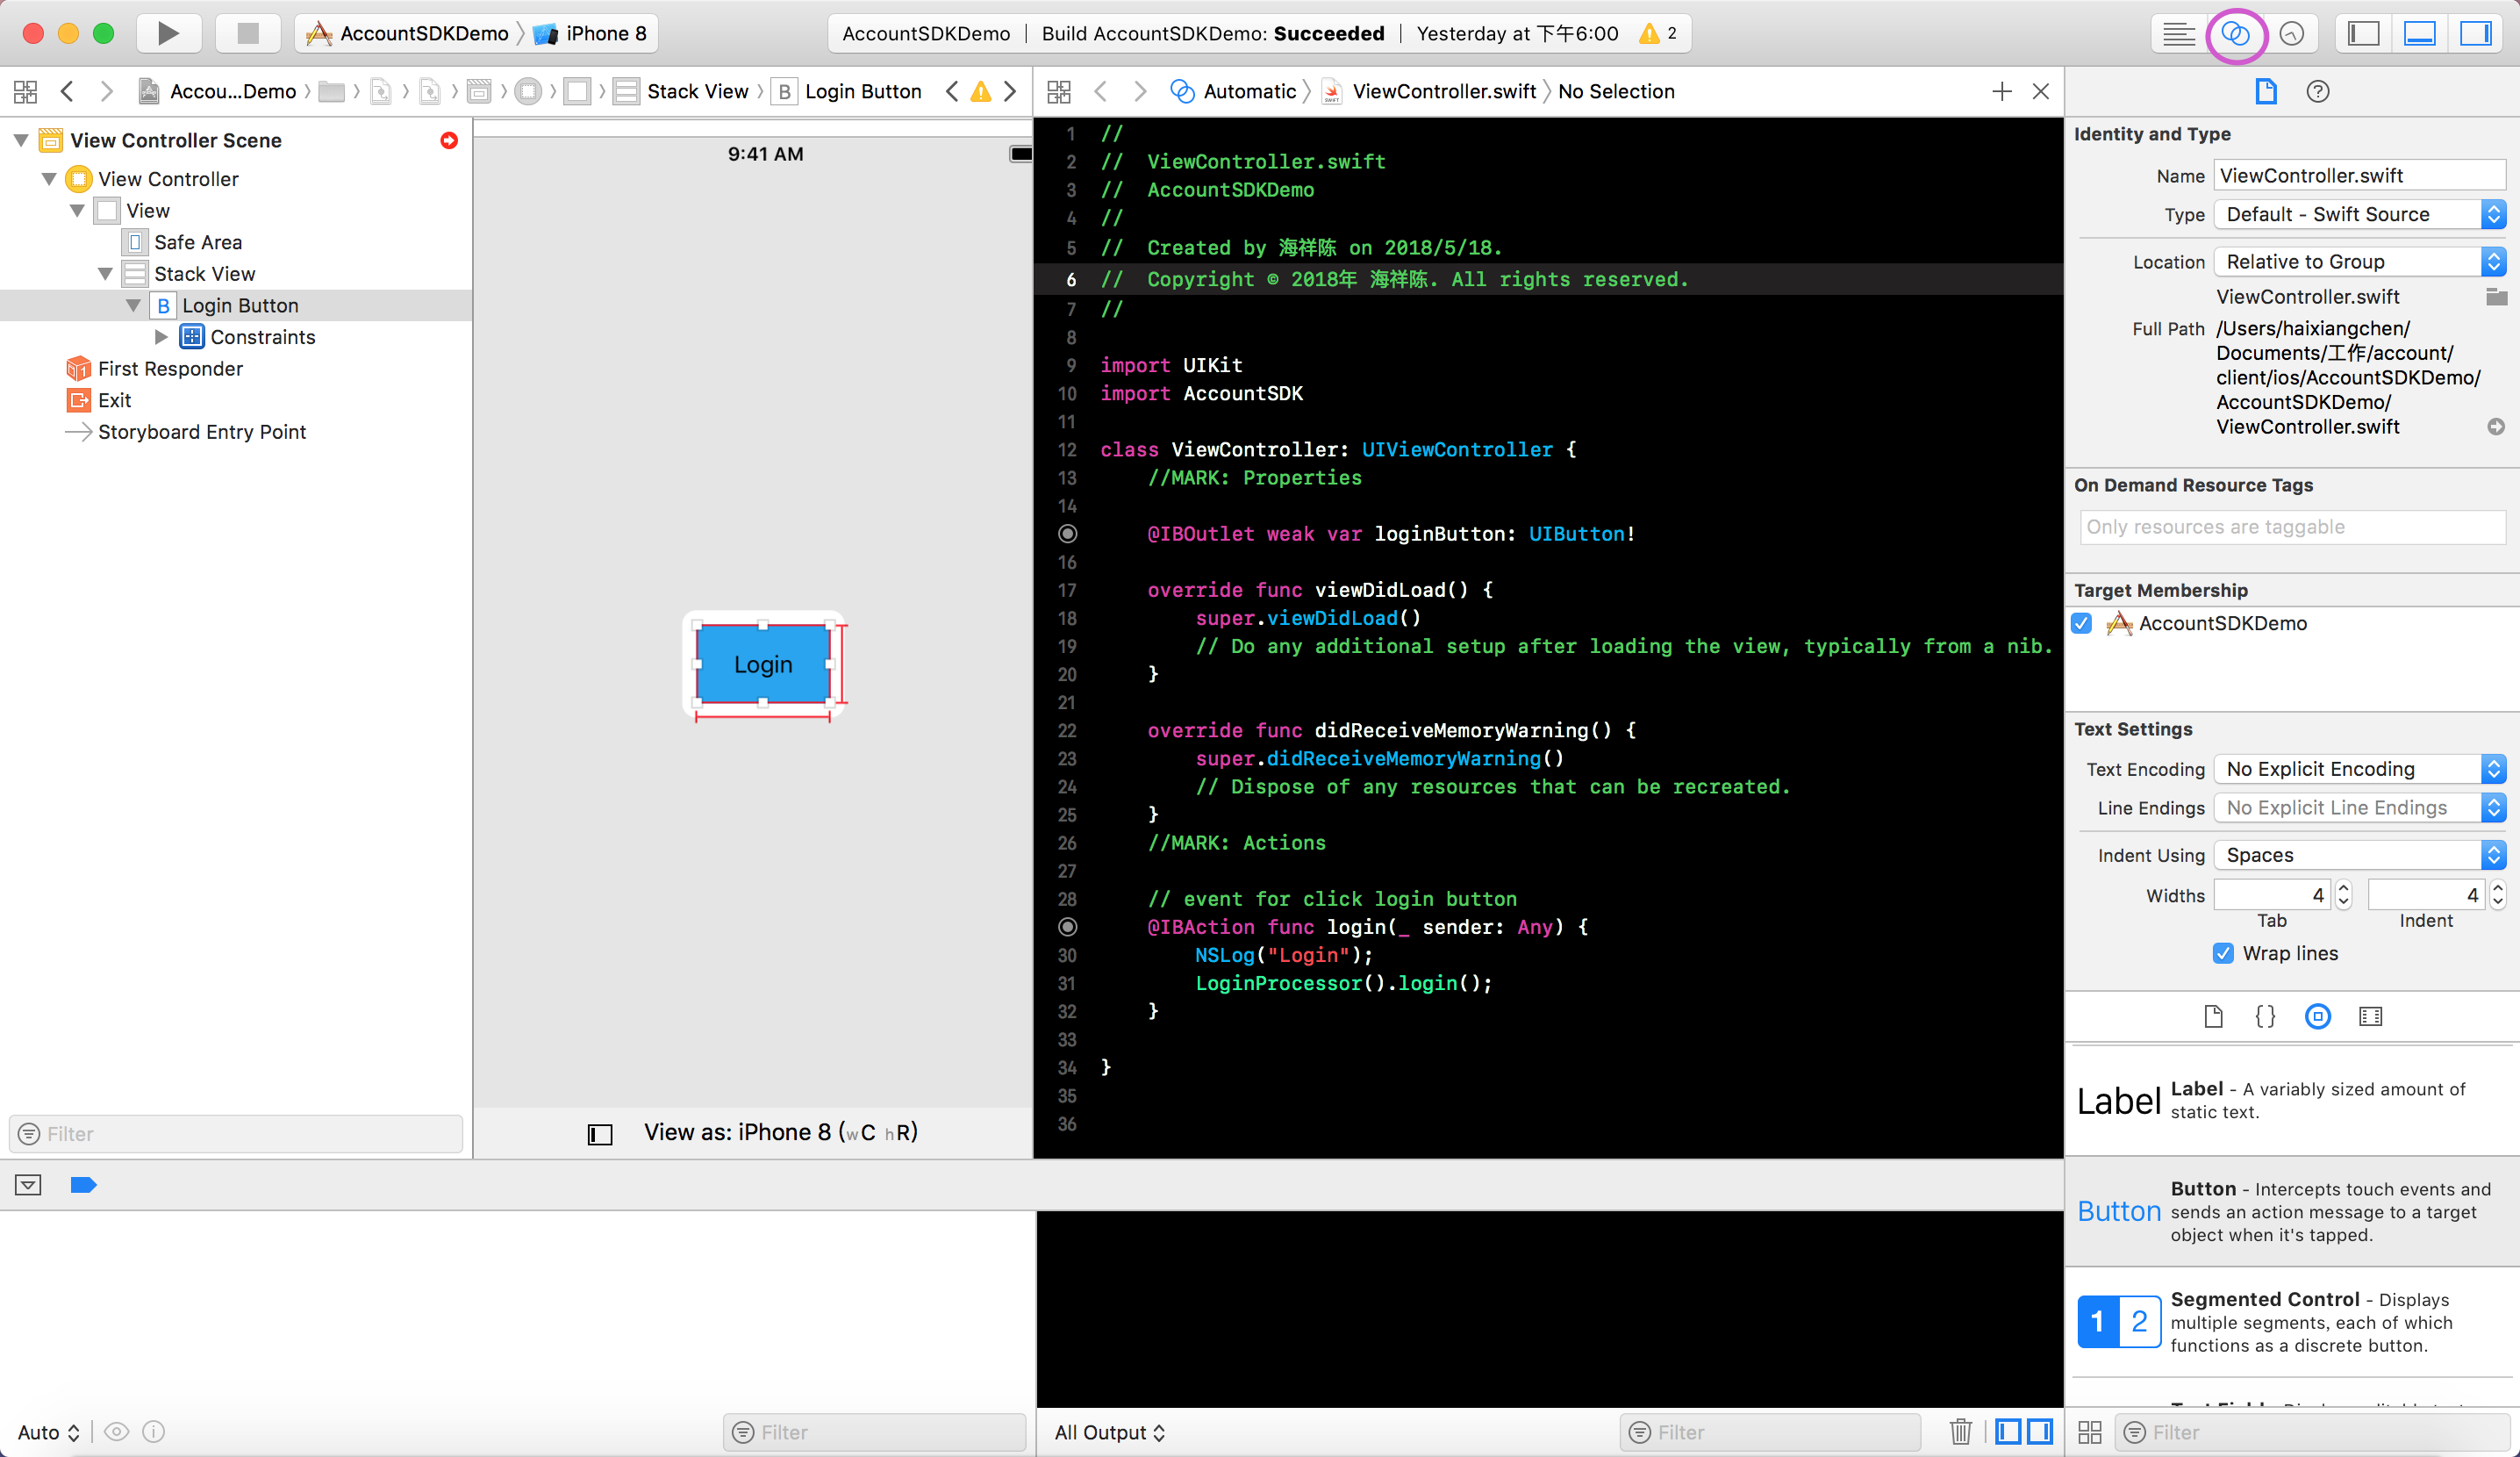 AccountSDKDemo
iPhone 8
AccountSDKDemo
Build AccountSDKDemo: Succeeded
Yesterday at 下午6:00
2
Accou...Demo
Stack View
B Login Button
Automatic
ViewController.swift
No Selection
View Controller Scene
View Controller
View
Safe Area
Stack View
B Login Button
Constraints
First Responder
Exit
Storyboard Entry Point
Filter
9:41 AM
Login
View as: iPhone 8 (wC hR)
1 //
2 //  ViewController.swift
3 //  AccountSDKDemo
4 //
5 //  Created by 海祥陈 on 2018/5/18.
6 //  Copyright © 2018年 海祥陈. All rights reserved.
7 //
8
9 import UIKit
10 import AccountSDK
11
12 class ViewController: UIViewController {
13     //MARK: Properties
14
@IBOutlet weak var loginButton: UIButton!
16
17     override func viewDidLoad() {
18         super.viewDidLoad()
19         // Do any additional setup after loading the view, typically from a nib.
20     }
21
22     override func didReceiveMemoryWarning() {
23         super.didReceiveMemoryWarning()
24         // Dispose of any resources that can be recreated.
25     }
26     //MARK: Actions
27
28     // event for click login button
@IBAction func login(_ sender: Any) {
30         NSLog("Login");
31         LoginProcessor().login();
32     }
33
34 }
35
36
Identity and Type
Name ViewController.swift
Type Default - Swift Source
Location Relative to Group
ViewController.swift
Full Path /Users/haixiangchen/
Documents/工作/account/
client/ios/AccountSDKDemo/
AccountSDKDemo/
ViewController.swift
On Demand Resource Tags
Only resources are taggable
Target Membership
AccountSDKDemo
Text Settings
Text Encoding No Explicit Encoding
Line Endings No Explicit Line Endings
Indent Using Spaces
Widths 4 4
Tab Indent
Wrap lines
{}
Label
Label - A variably sized amount of
static text.
Button
Button - Intercepts touch events and
sends an action message to a target
object when it's tapped.
1 2
Segmented Control - Displays
multiple segments, each of which
functions as a discrete button.
Auto
Filter
All Output
Filter
Filter